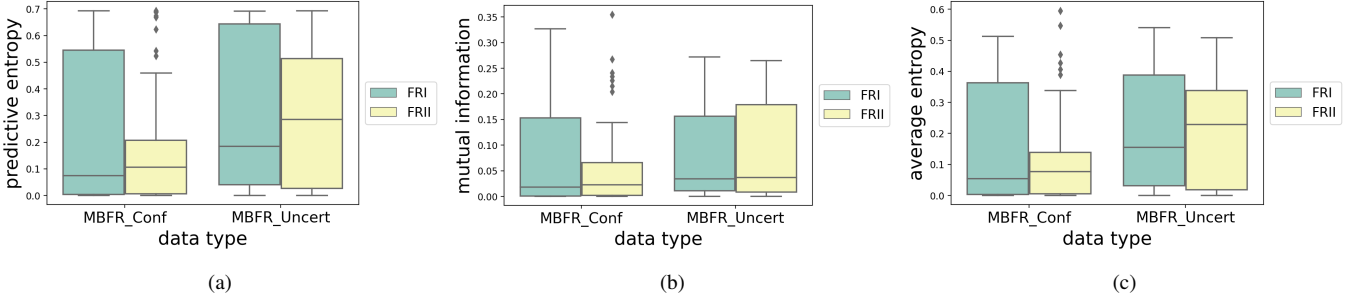 predictive entropy
0.7
0.6
0.5
0.4
0.3
0.2
0.1
0.0
MBFR_Conf MBFR_Uncert
data type
FRI
FRII
(a)
mutual information
0.35
0.30
0.25
0.20
0.15
0.10
0.05
0.00
MBFR_Conf MBFR_Uncert
data type
FRI
FRII
(b)
average entropy
0.6
0.5
0.4
0.3
0.2
0.1
0.0
MBFR_Conf MBFR_Uncert
data type
FRI
FRII
(c)